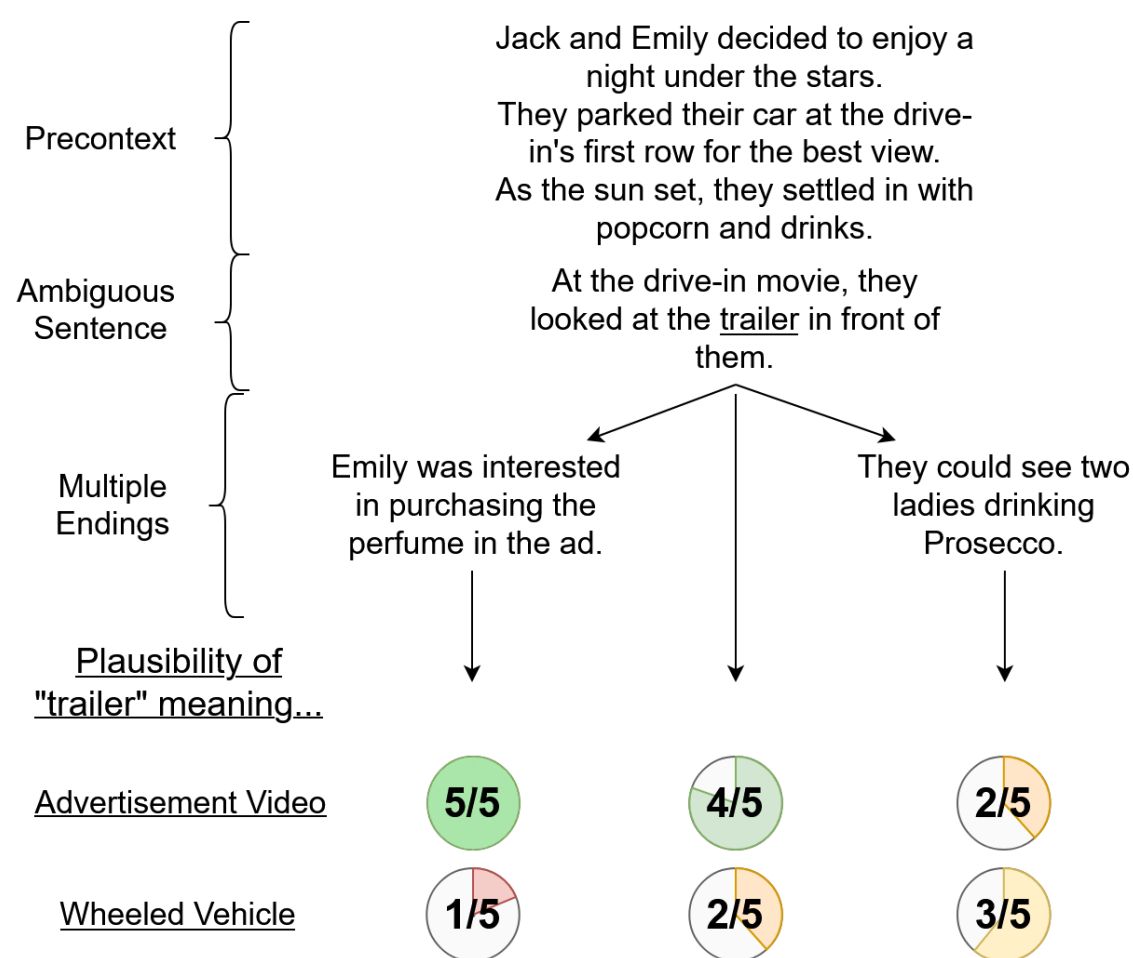 Precontext
Jack and Emily decided to enjoy a
night under the stars.
They parked their car at the drive-
in's first row for the best view.
As the sun set, they settled in with
popcorn and drinks.
Ambiguous
Sentence
At the drive-in movie, they
looked at the trailer in front of
them.
Multiple
Endings
Emily was interested
in purchasing the
perfume in the ad.
They could see two
ladies drinking
Prosecco.
Plausibility of
"trailer" meaning...
Advertisement Video
5/5
4/5
2/5
Wheeled Vehicle
1/5
2/5
3/5